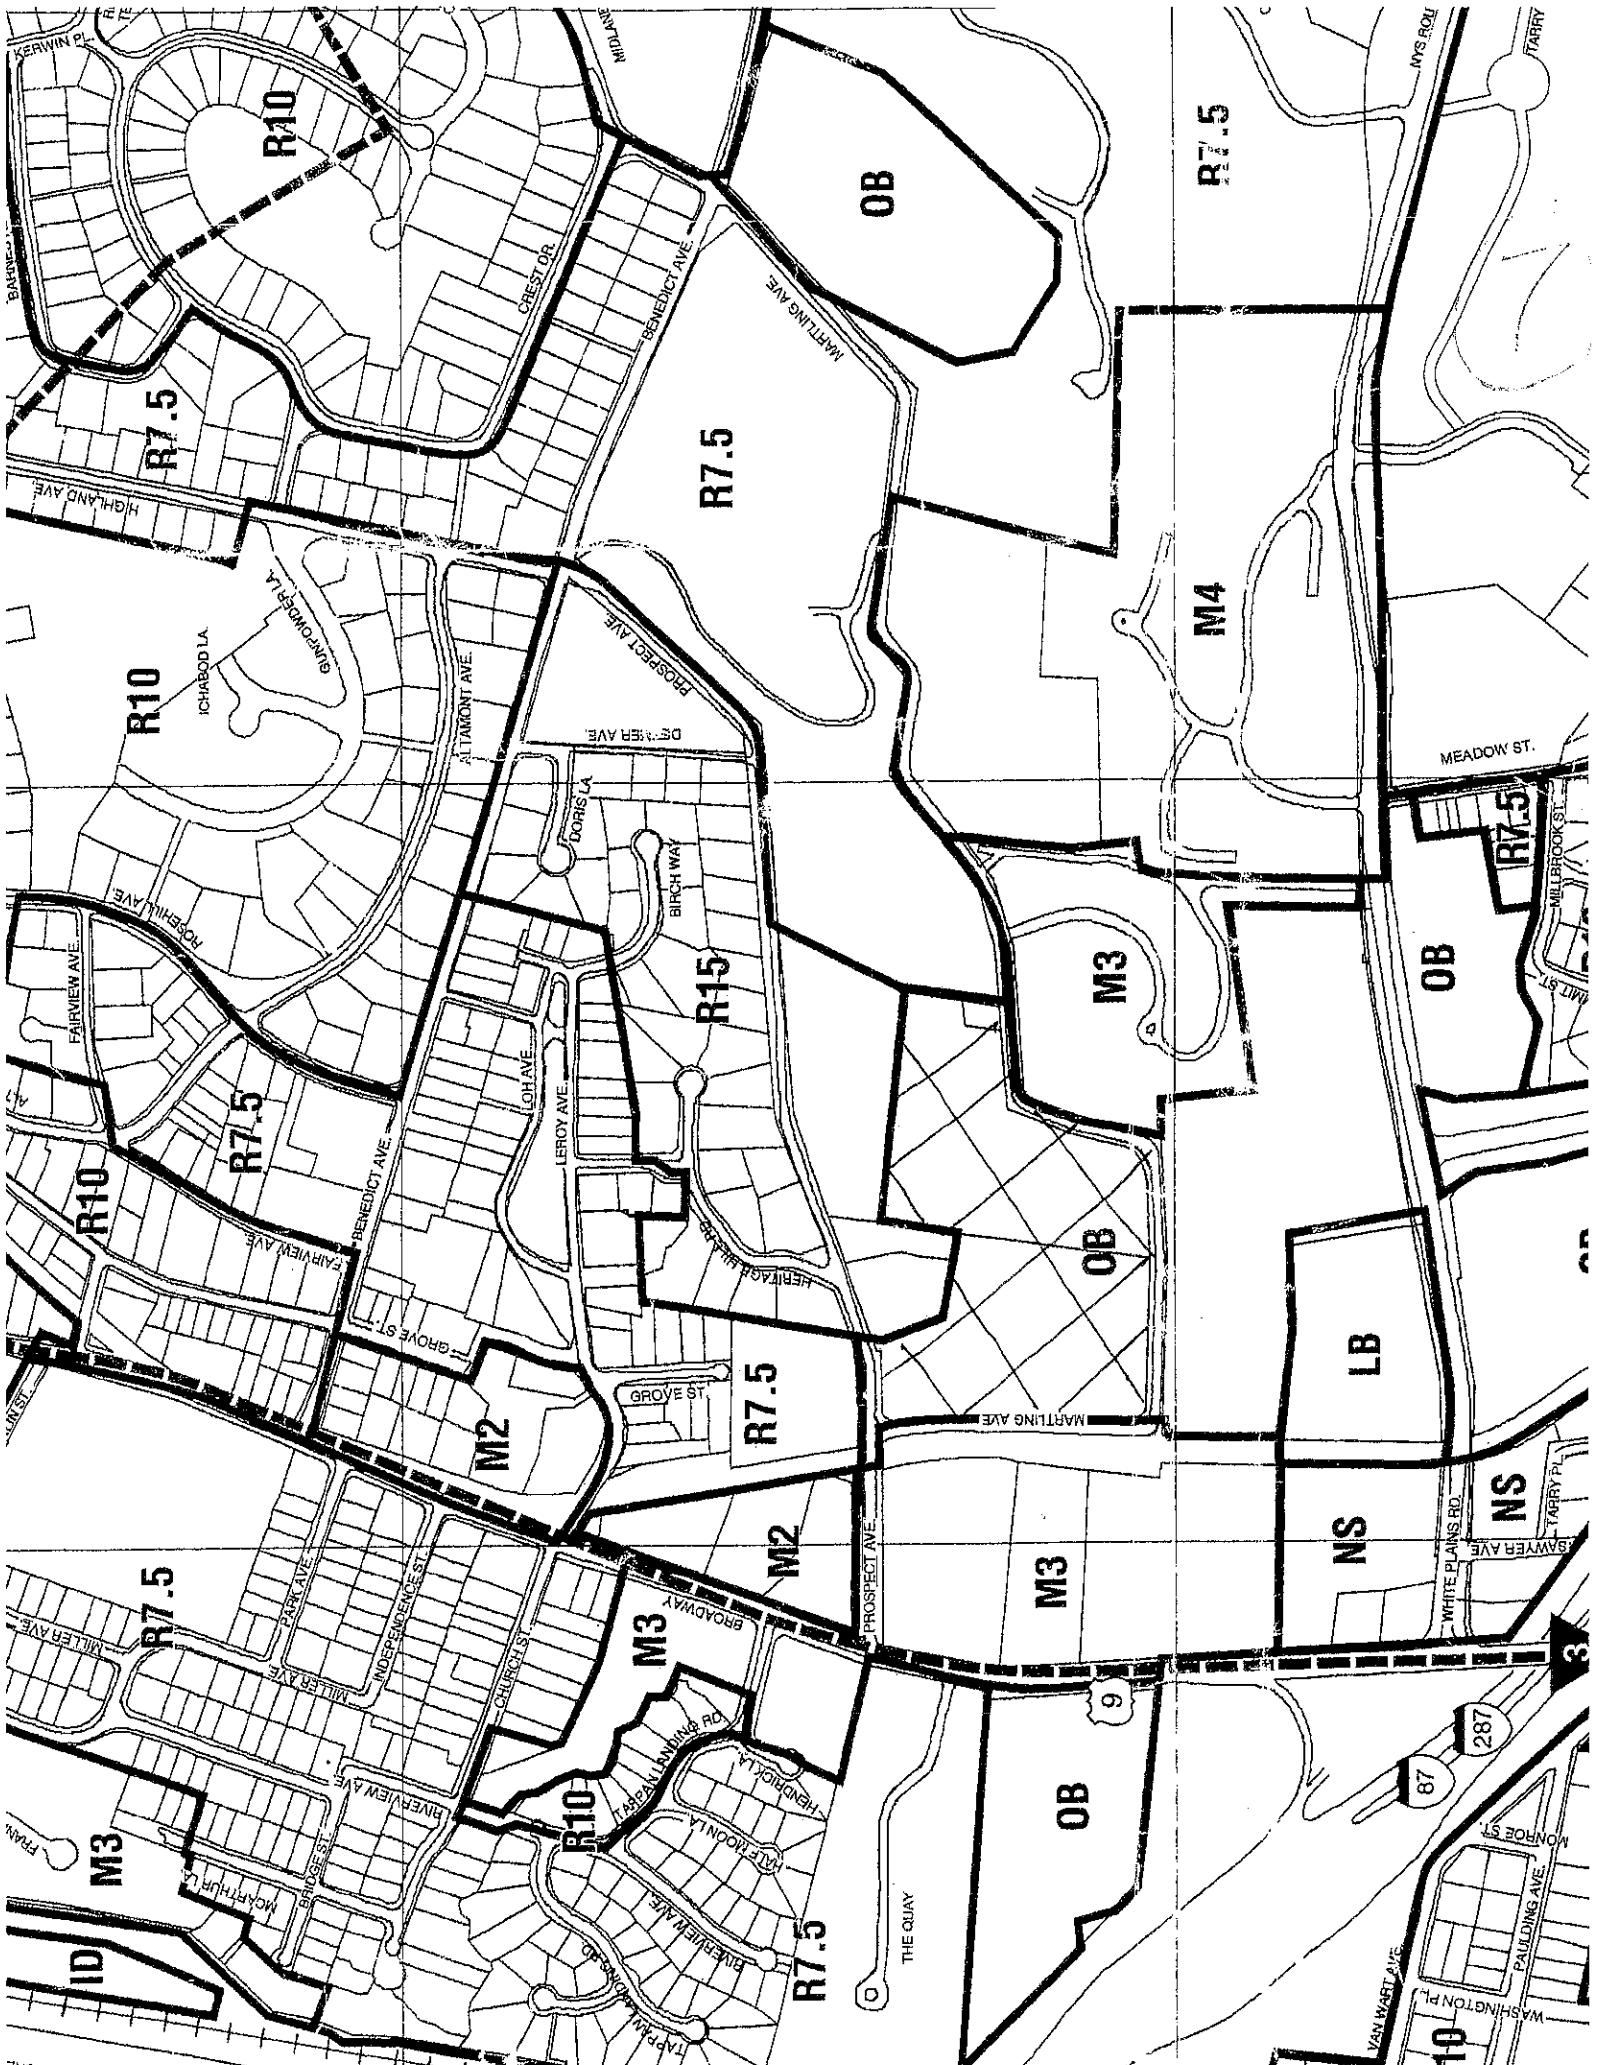 KERWIN PL.
MIDLANE
NYS ROU
TARRY
R10
R7.5
OB
CREST DR.
BENEDICT AVE.
MARTLING AVE.
R7.5
HIGHLAND AVE.
R7.5
GUNPOWDER LA.
ICHABOD LA.
R10
ALTAMONT AVE.
PROSPECT AVE.
M4
MEADOW ST.
DORIS LA.
BIRCH WAY
R7.5
MILLBROOK ST.
ROSEHILL AVE.
FAIRVIEW AVE.
R15
M3
OB
LOH AVE.
LEROY AVE.
R7.5
BENEDICT AVE.
R10
FAIRVIEW AVE.
HERITAGE HILL RD.
OB
GROVE ST.
LB
GROVE ST.
R7.5
MARTLING AVE
M2
NS
TARRY PL.
NS
WHITE PLAINS RD.
SAWYER AVE
M2
PROSPECT AVE.
M3
PARK AVE.
INDEPENDENCE ST.
R7.5
MILLER AVE.
MILLER AVE.
CHURCH ST.
M3
BROADWAY
3
9
287
87
TAPPAN LANDING RD.
HENDRICK LA.
RIVERVIEW AVE.
R10
HALF MOON LA.
OB
MONROE ST.
FRAN
M3
MCARTHUR LA.
BRIDGE ST.
RIVERVIEW AVE.
THE QUAY
PAULDING AVE.
ID
R7.5
TAPPAN LANDING RD.
VAN WART AVE
WASHINGTON PL.
10